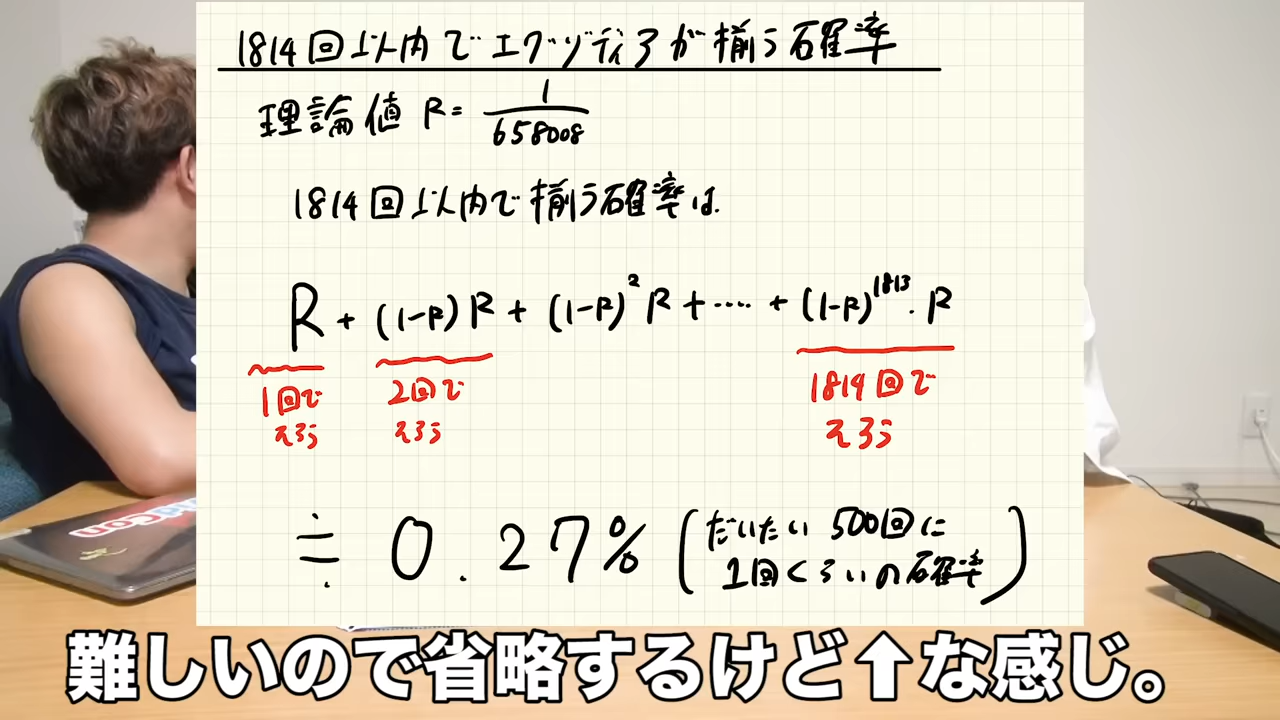 1814回以内でエグゾディアが揃う確率
理論値 R= 1/658008
1814回以内で揃う確率は.
R + (1-R)R + (1-R)²R + ‥‥ + (1-R)¹⁸¹³・R
1回で
そろう
2回で
そろう
1814回で
そろう
≒ 0.27% (だいたい 500回に
1回くらいの確率)
難しいので省略するけど⬆な感じ。